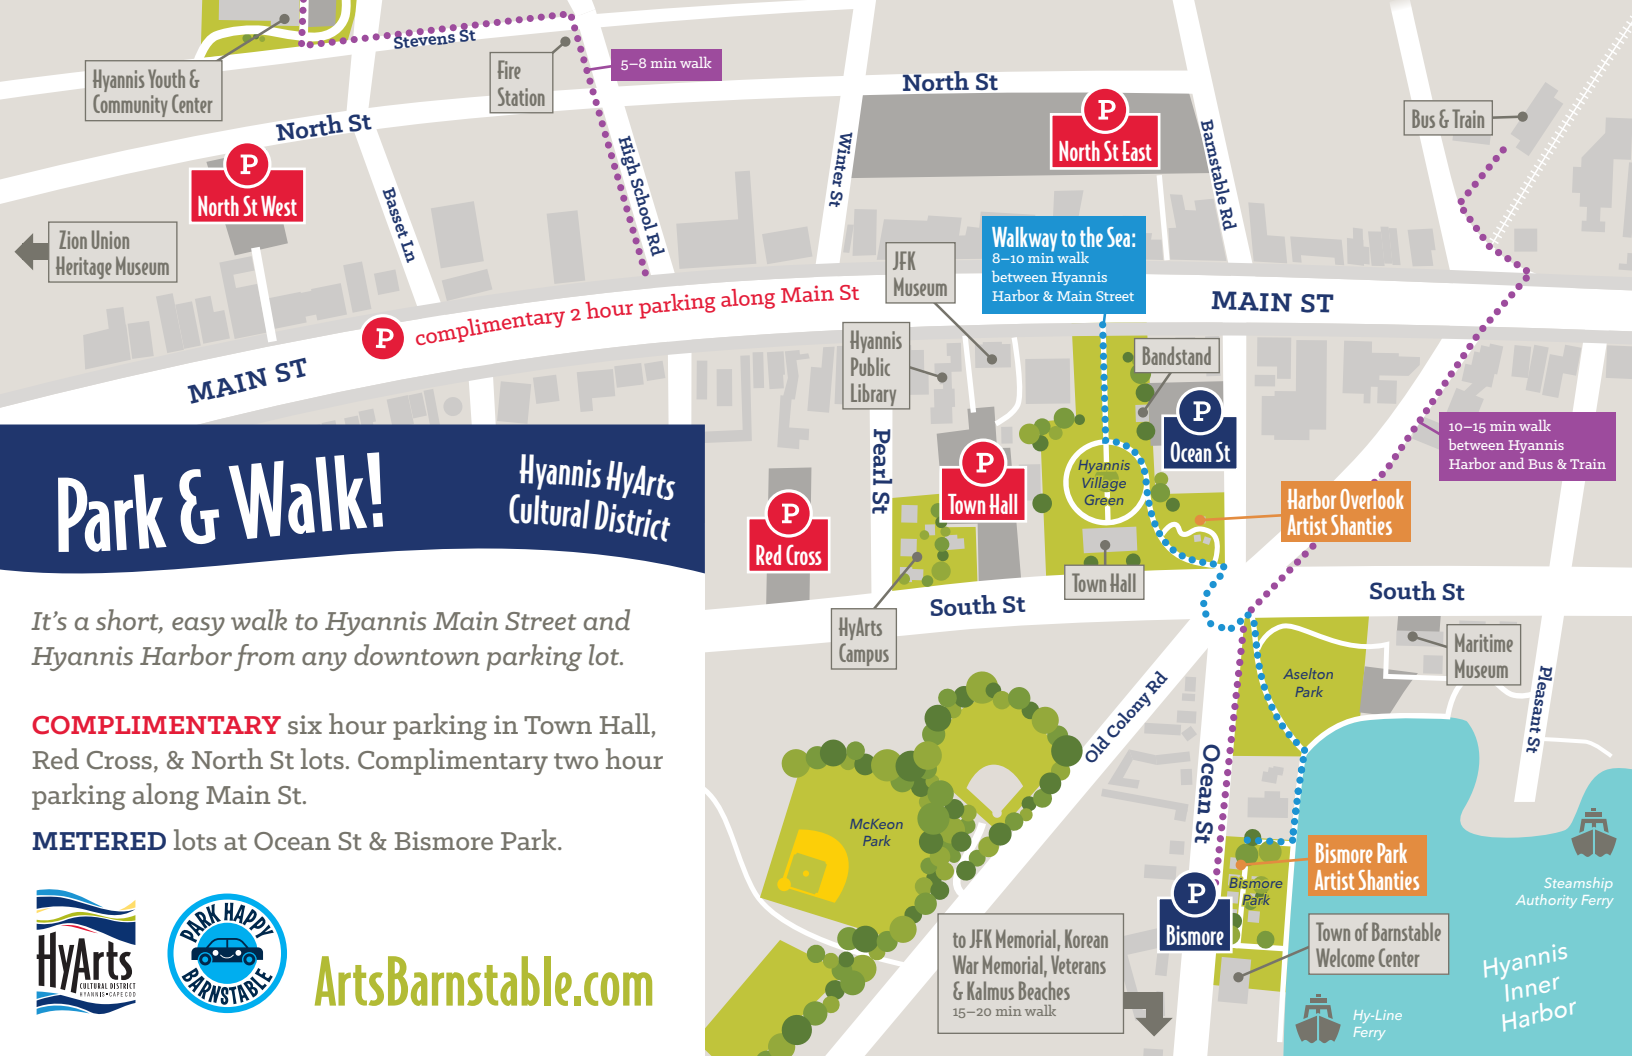 Stevens St
Hyannis Youth &
Community Center
Fire
Station
5–8 min walk
North St
North St
P
North St East
Bus & Train
P
North St West
Basset Ln
High School Rd
Winter St
Barnstable Rd
Zion Union
Heritage Museum
JFK
Museum
Walkway to the Sea:
8–10 min walk
between Hyannis
Harbor & Main Street
MAIN ST
P
complimentary 2 hour parking along Main St
MAIN ST
Hyannis
Public
Library
Bandstand
P
Ocean St
10–15 min walk
between Hyannis
Harbor and Bus & Train
Pearl St
P
Town Hall
Hyannis
Village
Green
Harbor Overlook
Artist Shanties
P
Red Cross
Town Hall
South St
South St
HyArts
Campus
Maritime
Museum
Aselton
Park
Pleasant St
Old Colony Rd
Ocean St
McKeon
Park
Bismore Park
Artist Shanties
Bismore
Park
P
Bismore
Steamship
Authority Ferry
Town of Barnstable
Welcome Center
to JFK Memorial, Korean
War Memorial, Veterans
& Kalmus Beaches
15–20 min walk
Hyannis
Inner
Harbor
Hy-Line
Ferry
Park & Walk!
Hyannis HyArts
Cultural District
It's a short, easy walk to Hyannis Main Street and
Hyannis Harbor from any downtown parking lot.
COMPLIMENTARY six hour parking in Town Hall,
Red Cross, & North St lots. Complimentary two hour
parking along Main St.
METERED lots at Ocean St & Bismore Park.
HyArts
CULTURAL DISTRICT
HYANNIS • CAPE COD
PARK HAPPY
BARNSTABLE
ArtsBarnstable.com